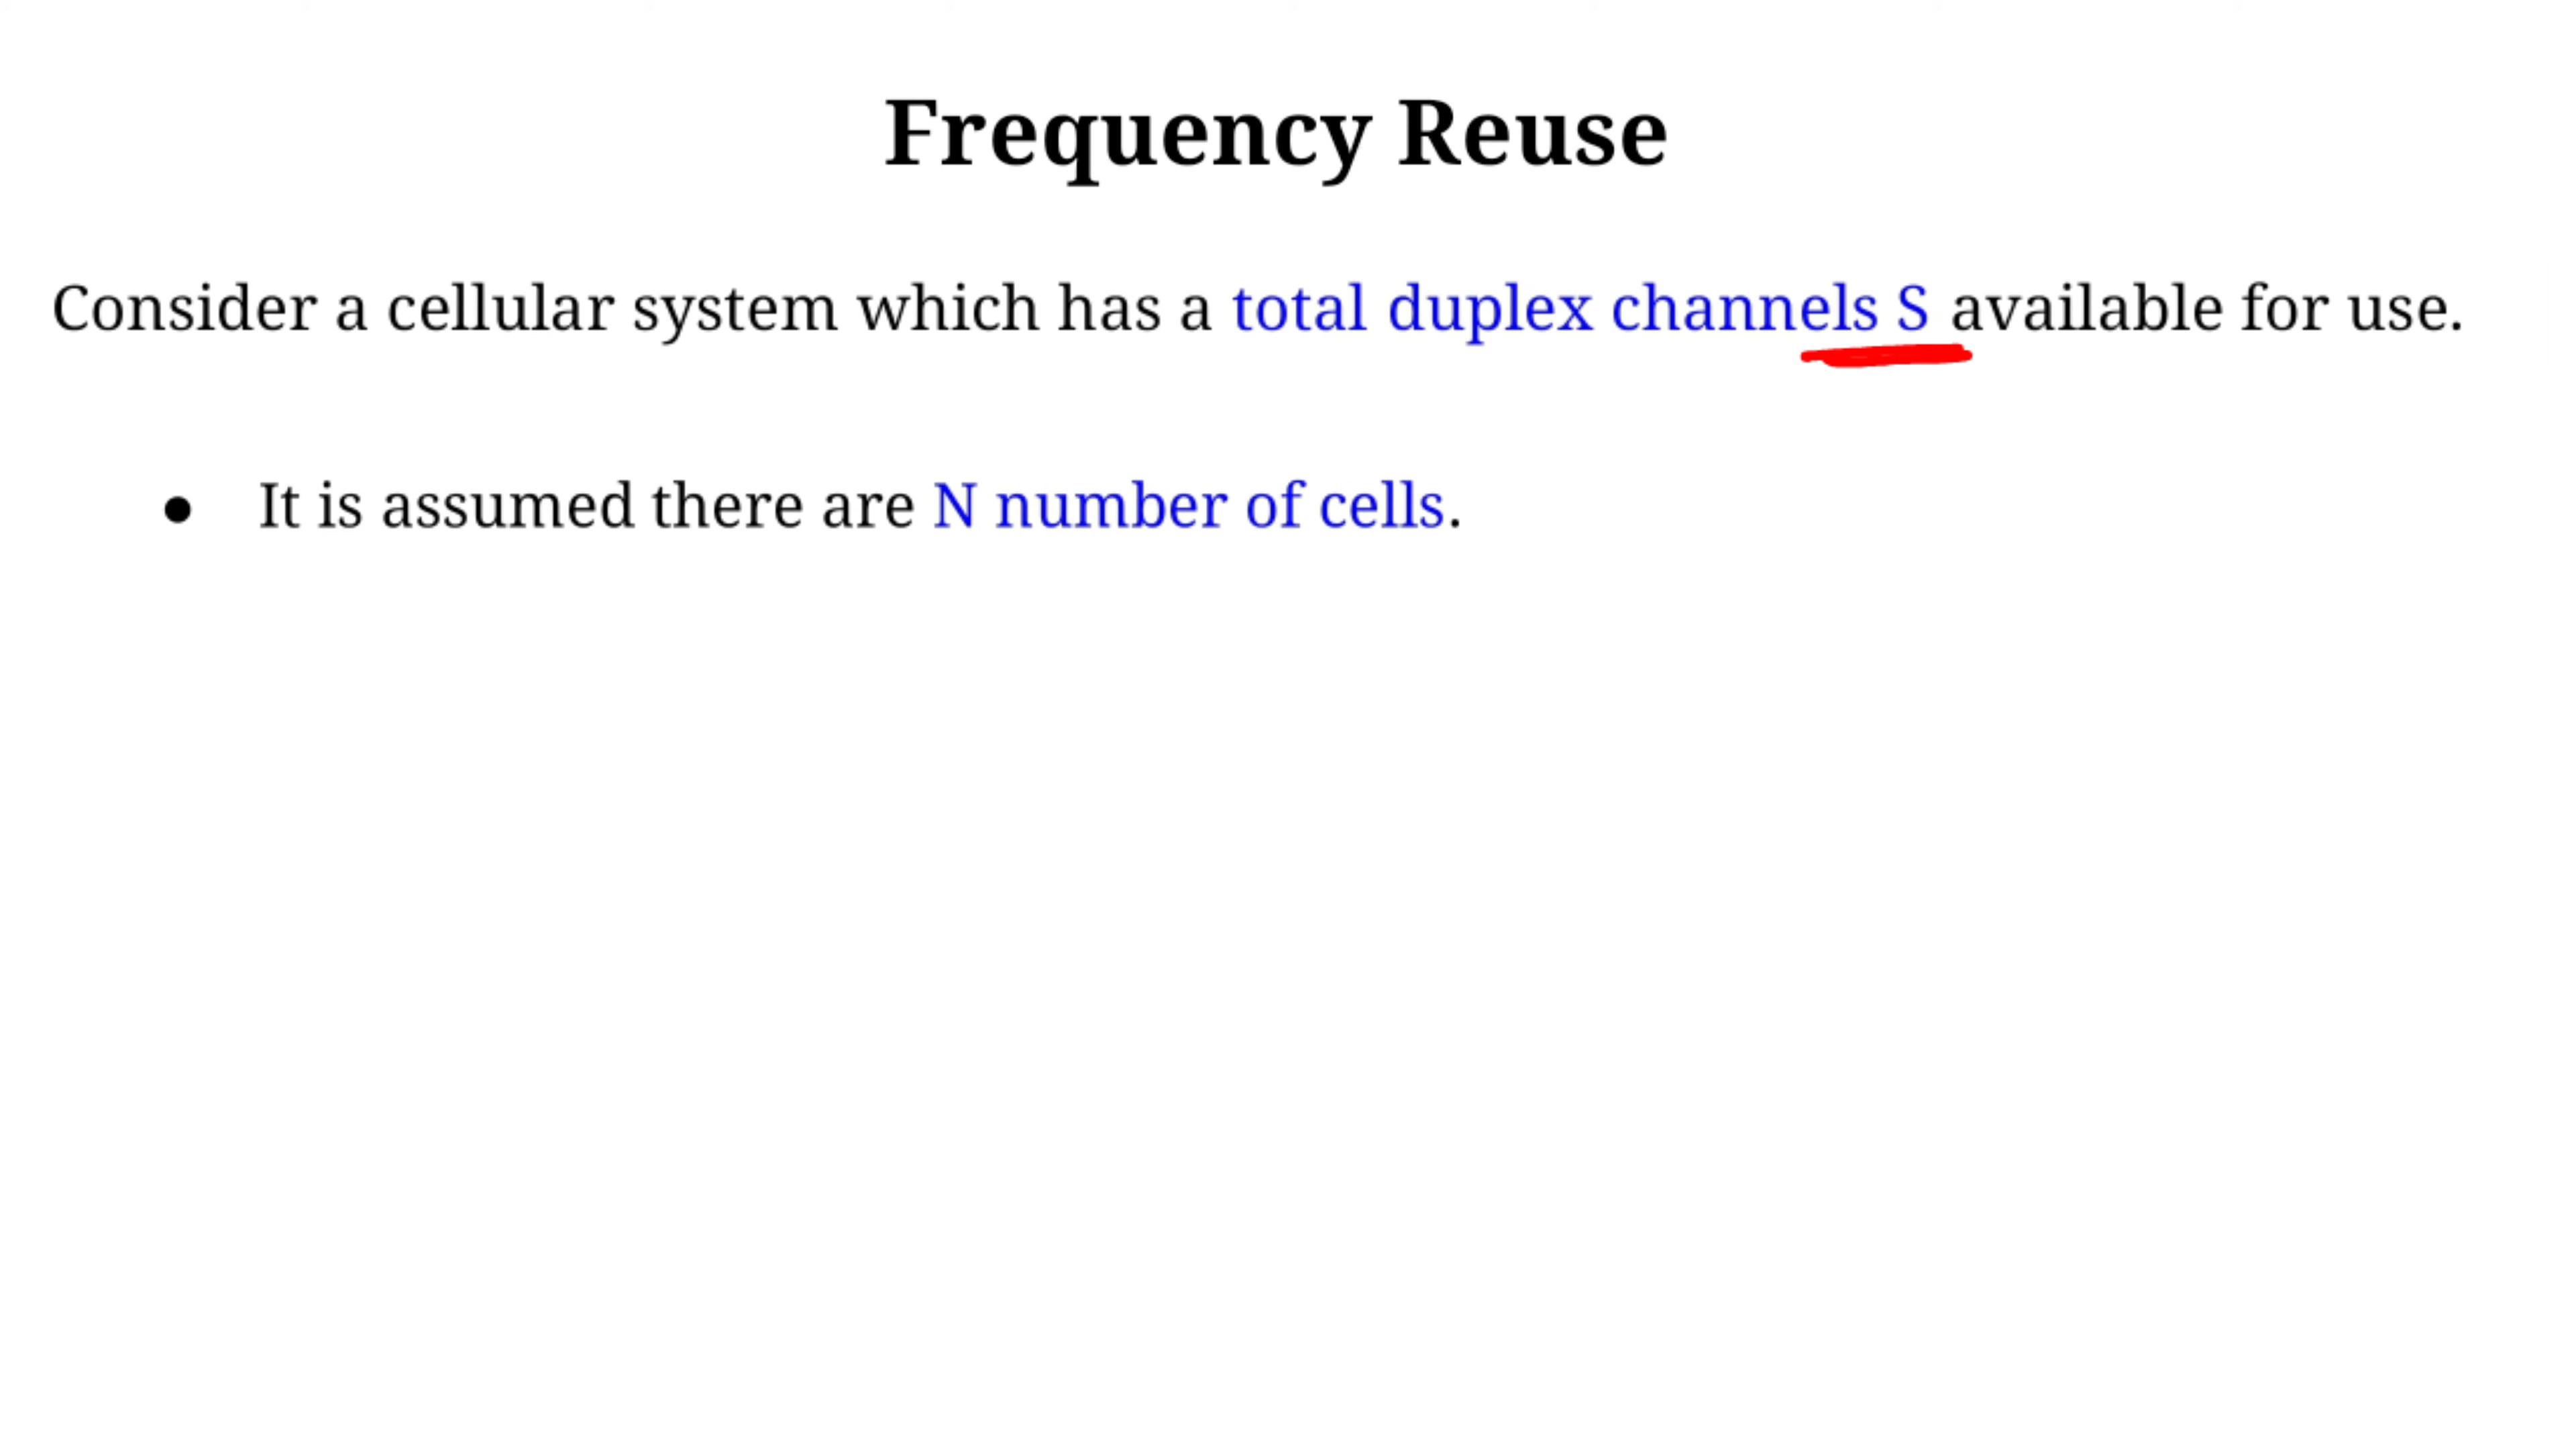 Frequency Reuse
Consider a cellular system which has a total duplex channels S available for use.
● It is assumed there are N number of cells.